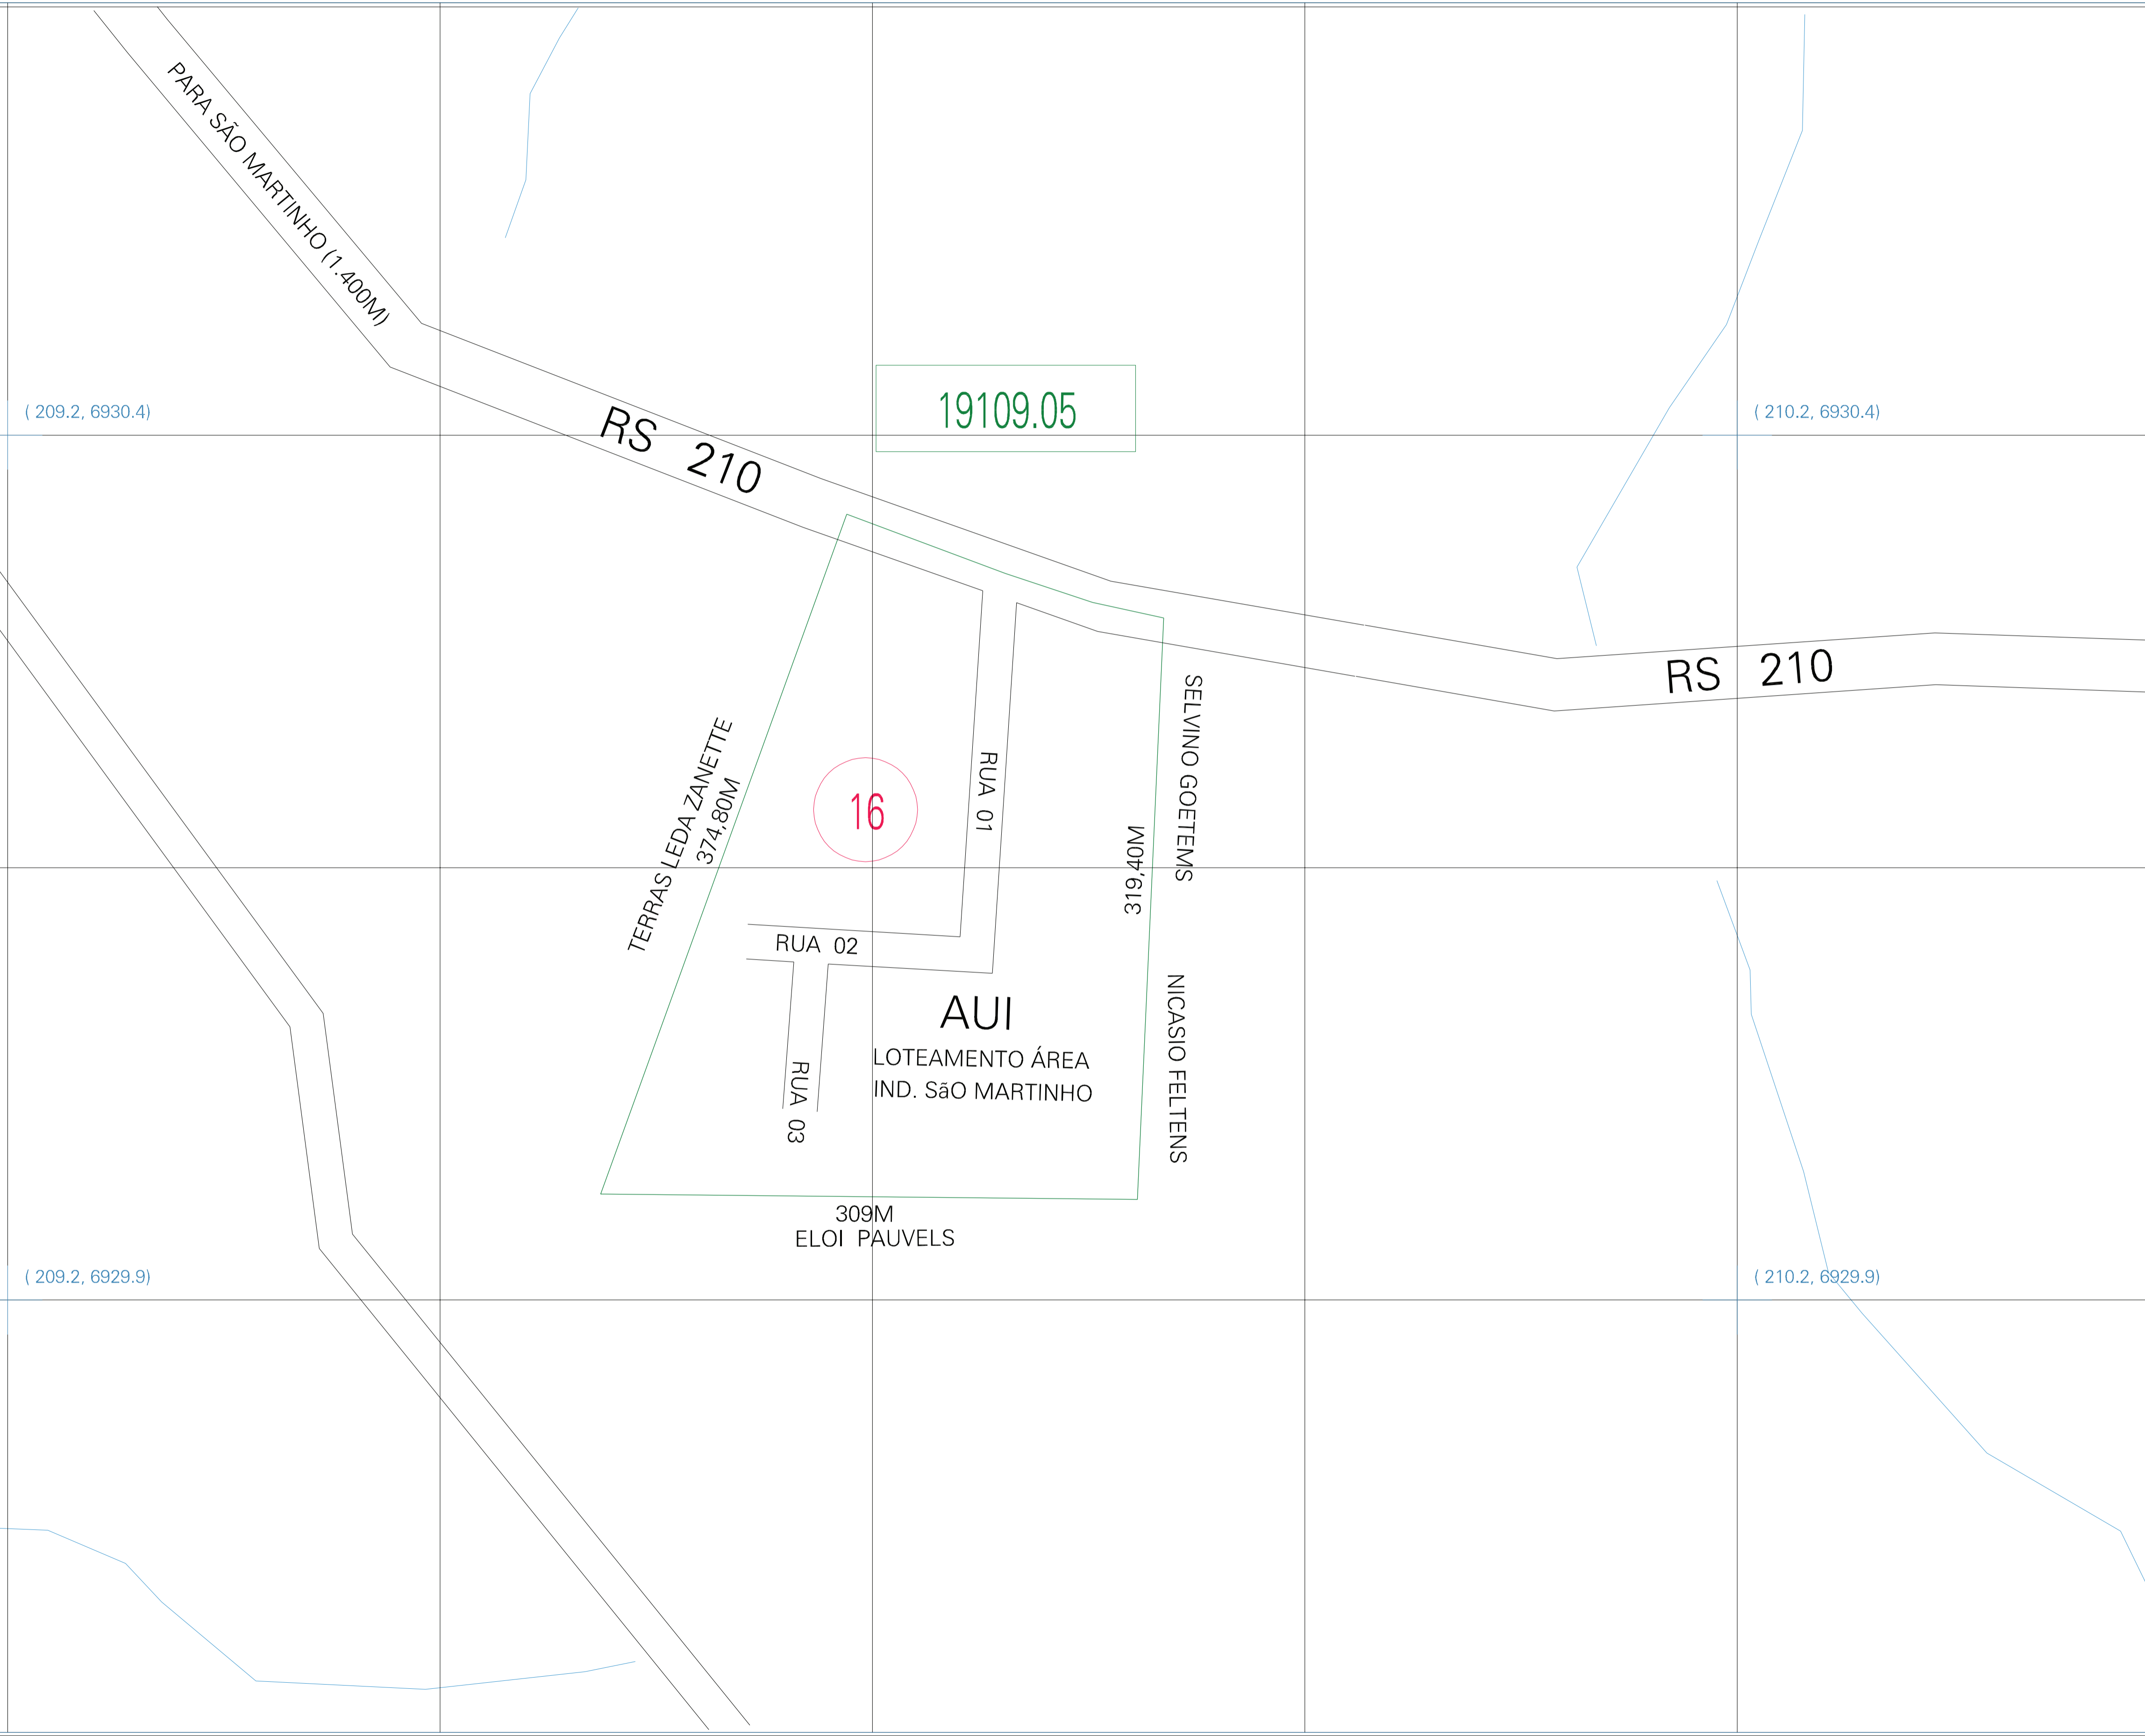 PARA SÃO MARTINHO (1.400M)
19109.05
( 209.2, 6930.4)
( 210.2, 6930.4)
RS 210
RS 210
SELVINO GOETEMS
TERRAS LEDA ZANETTE
374,80M
16
RUA 01
319,40M
RUA 02
NICASIO FELTENS
AUI
LOTEAMENTO ÁREA
IND. SãO MARTINHO
RUA 03
309M
ELOI PAUVELS
( 209.2, 6929.9)
( 210.2, 6929.9)